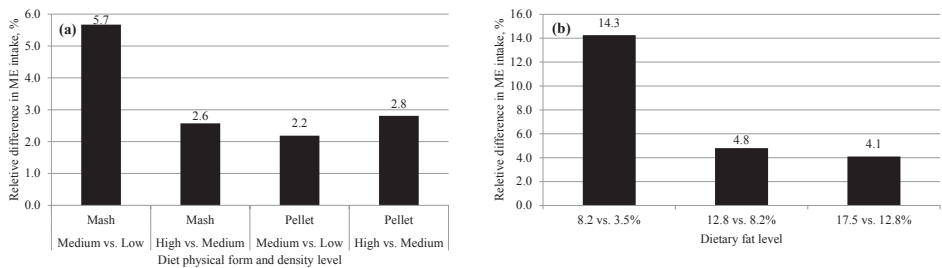 Reletive difference in ME intake, %
6.0
5.0
4.0
3.0
2.0
1.0
0.0
(a)
5.7
2.6
2.2
2.8
Mash Mash Pellet Pellet
Medium vs. Low High vs. Medium Medium vs. Low High vs. Medium
Diet physical form and density level
Reletive difference in ME intake, %
16.0
14.0
12.0
10.0
8.0
6.0
4.0
2.0
0.0
(b)
14.3
4.8
4.1
8.2 vs. 3.5% 12.8 vs. 8.2% 17.5 vs. 12.8%
Dietary fat level